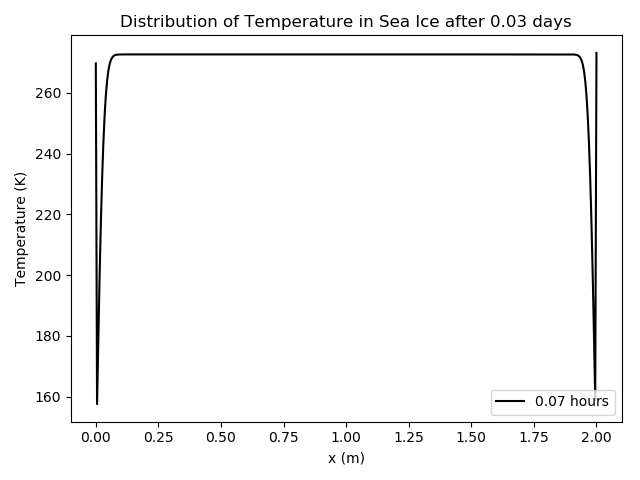 Distribution of Temperature in Sea Ice after 0.03 days
Temperature (K)
260
240
220
200
180
160
0.07 hours
0.00 0.25 0.50 0.75 1.00 1.25 1.50 1.75 2.00
x (m)